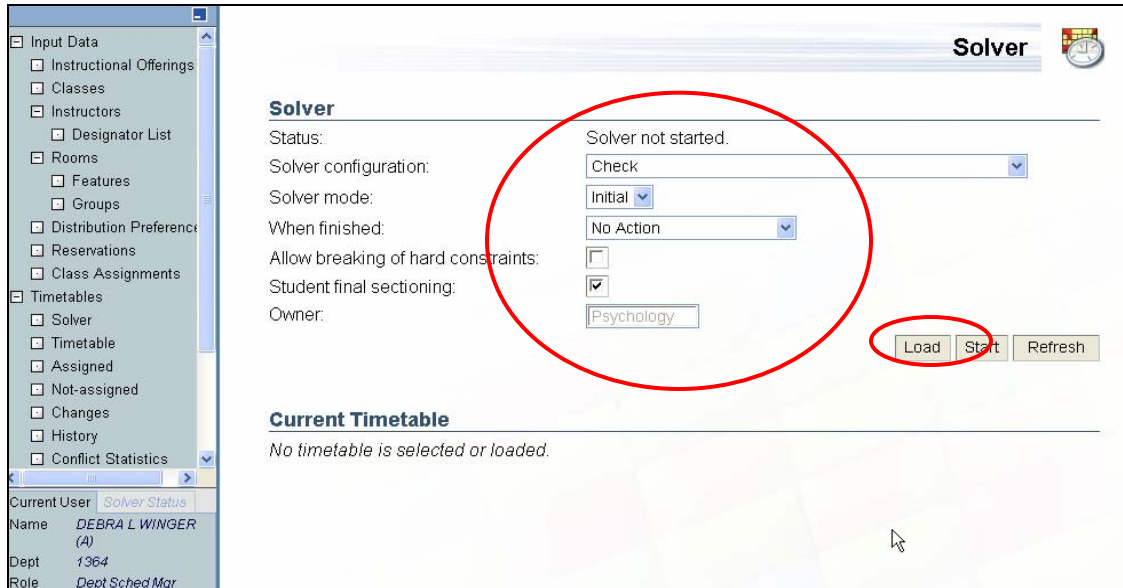 Input Data
Instructional Offerings
Classes
Instructors
Designator List
Rooms
Features
Groups
Distribution Preference
Reservations
Class Assignments
Timetables
Solver
Timetable
Assigned
Not-assigned
Changes
History
Conflict Statistics
Current User Solver Status
Name DEBRA L WINGER
(A)
Dept 1364
Role Dept Sched Mgr
Solver
Solver
Status: Solver not started.
Solver configuration: Check
Solver mode: Initial
When finished: No Action
Allow breaking of hard constraints:
Student final sectioning:
Owner: Psychology
Load Start Refresh
Current Timetable
No timetable is selected or loaded.